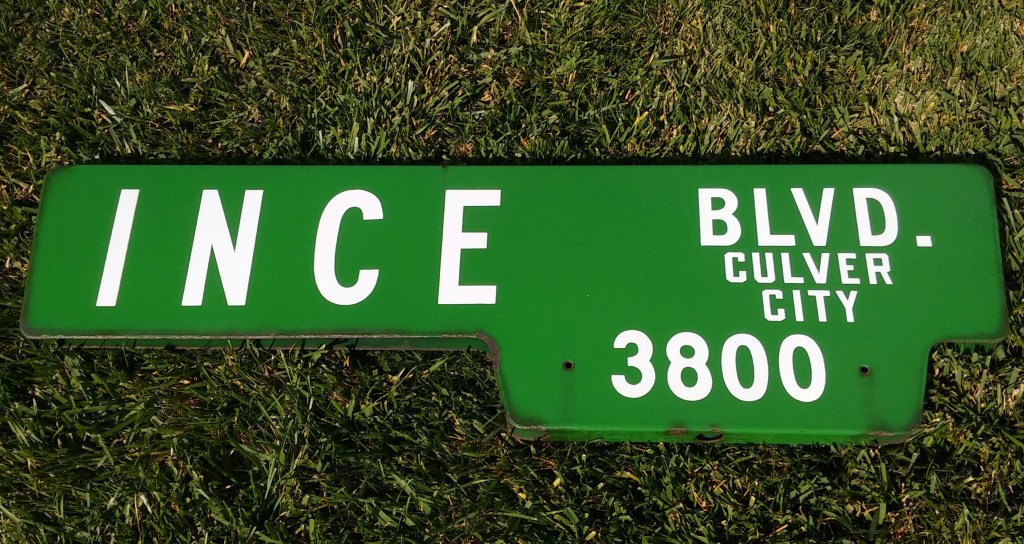 INCE BLVD.
CULVER
CITY
3800